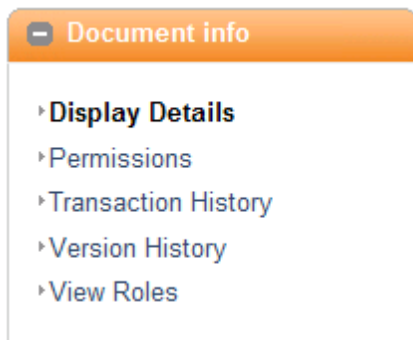 Document info
Display Details
Permissions
Transaction History
Version History
View Roles